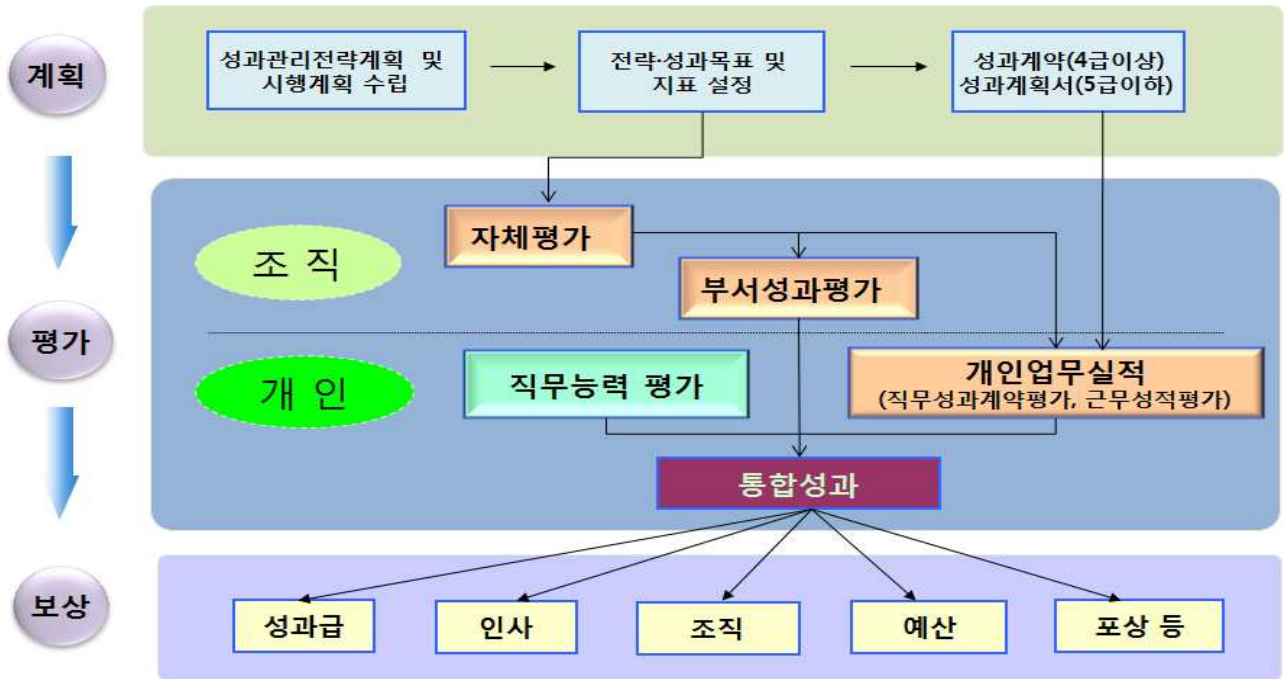 계획
성과관리전략계획 및
시행계획 수립
전략·성과목표 및
지표 설정
성과계약(4급이상)
성과계획서(5급이하)
평가
조 직
자체평가
부서성과평가
개 인
직무능력 평가
개인업무실적
(직무성과계약평가, 근무성적평가)
통합성과
보상
성과급
인사
조직
예산
포상 등